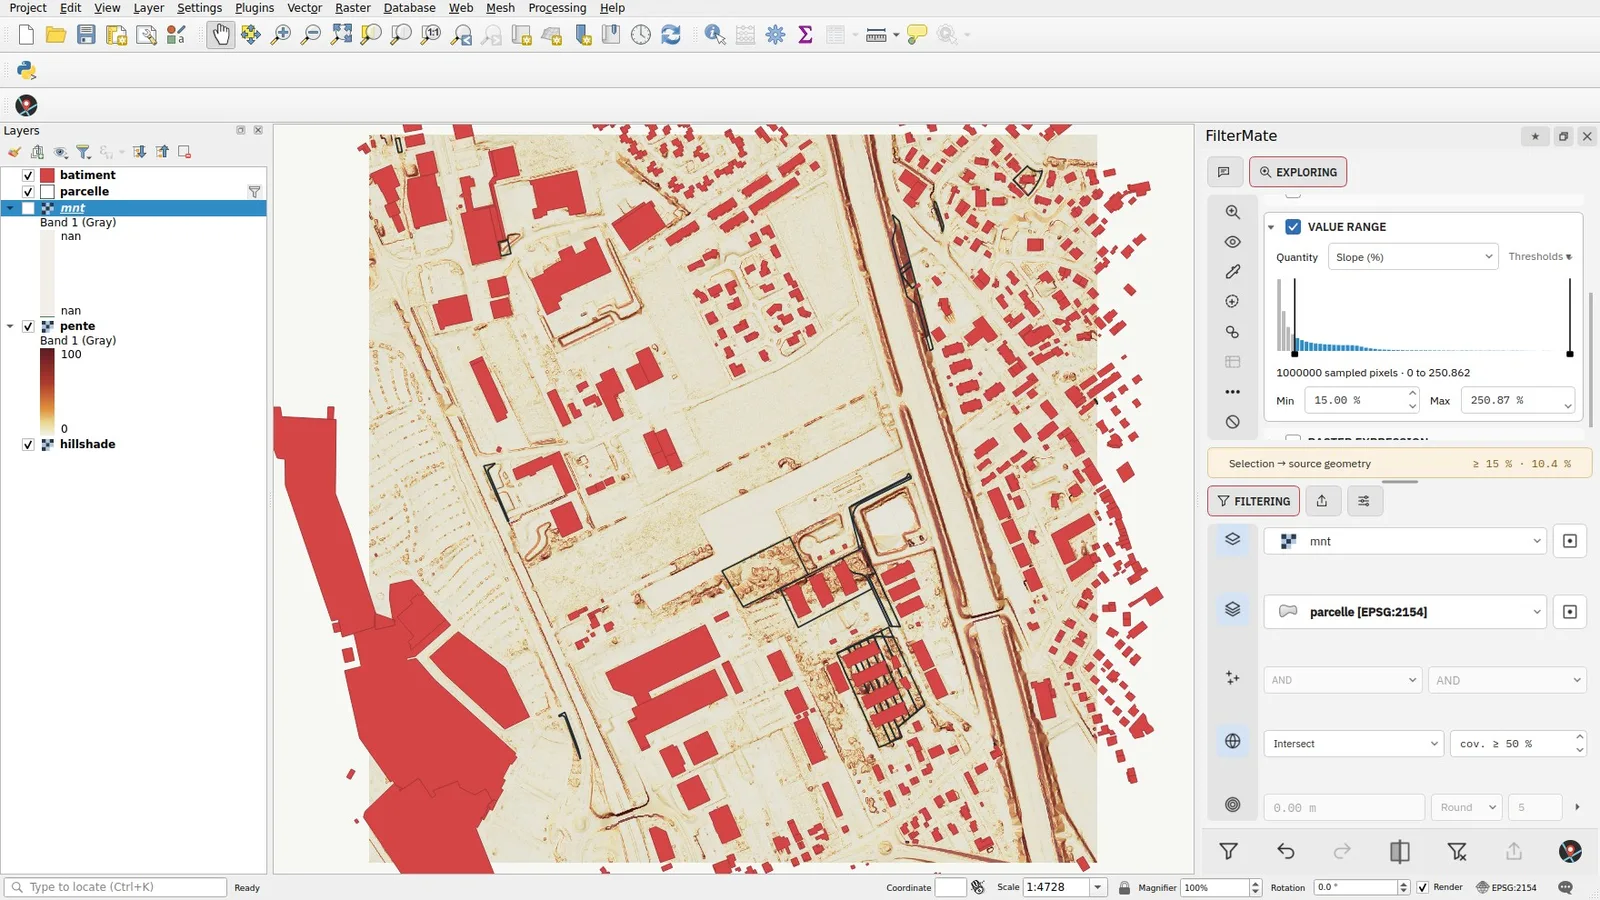 Project Edit View Layer Settings Plugins Vector Raster Database Web Mesh Processing Help
Layers
batiment
parcelle
mnt
Band 1 (Gray)
nan
nan
pente
Band 1 (Gray)
100
0
hillshade
FilterMate
EXPLORING
VALUE RANGE
Quantity Slope (%) Thresholds
1000000 sampled pixels · 0 to 250.862
Min 15.00 % Max 250.87 %
RASTER EXPRESSION
Selection → source geometry ≥ 15 % · 10.4 %
FILTERING
mnt
parcelle [EPSG:2154]
AND AND
Intersect cov. ≥ 50 %
0.00 m Round 5
Type to locate (Ctrl+K) Ready Coordinate Scale 1:4728 Magnifier 100% Rotation 0.0 ° Render EPSG:2154